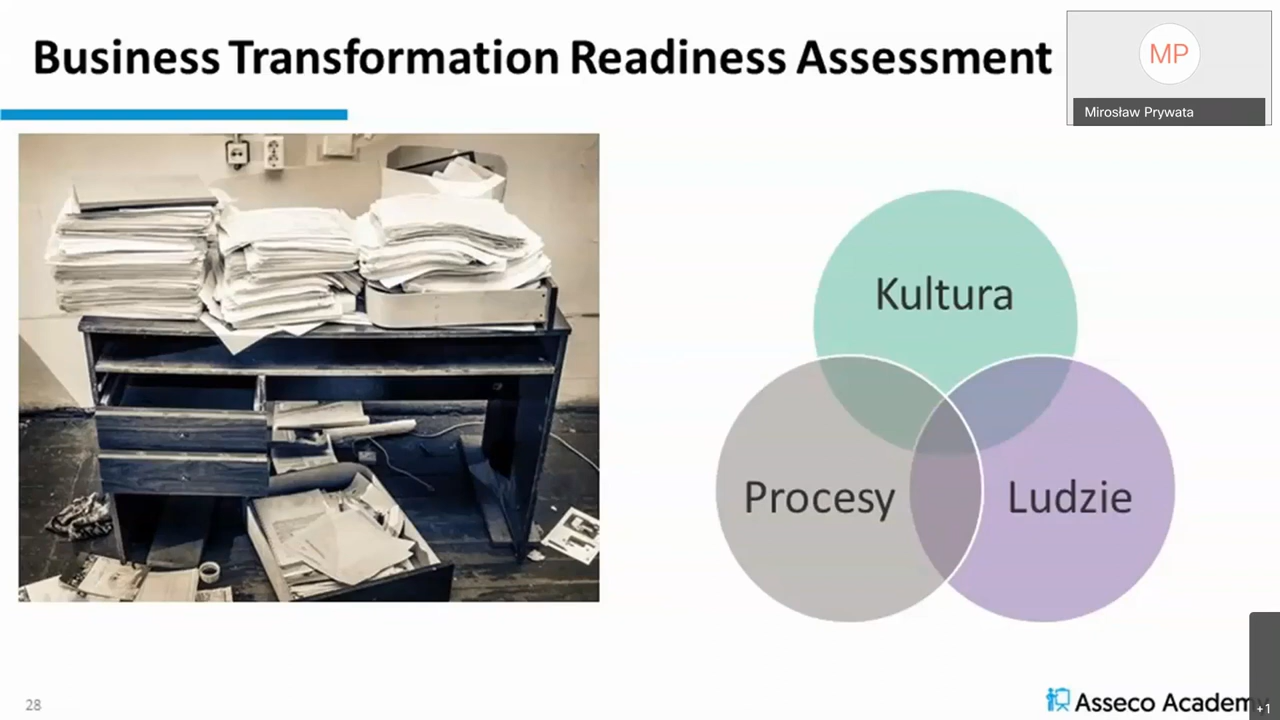 Business Transformation Readiness Assessment
MP
Mirosław Prywata
Kultura
Procesy
Ludzie
28
Asseco Academy
+1